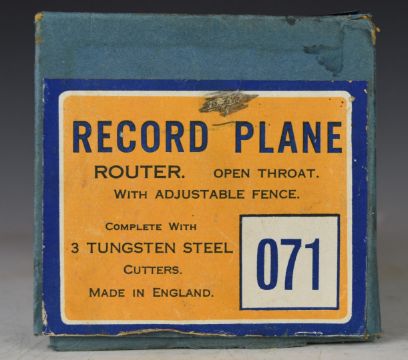 RECORD PLANE
ROUTER. OPEN THROAT.
WITH ADJUSTABLE FENCE.
COMPLETE WITH
3 TUNGSTEN STEEL
CUTTERS.
MADE IN ENGLAND.
071